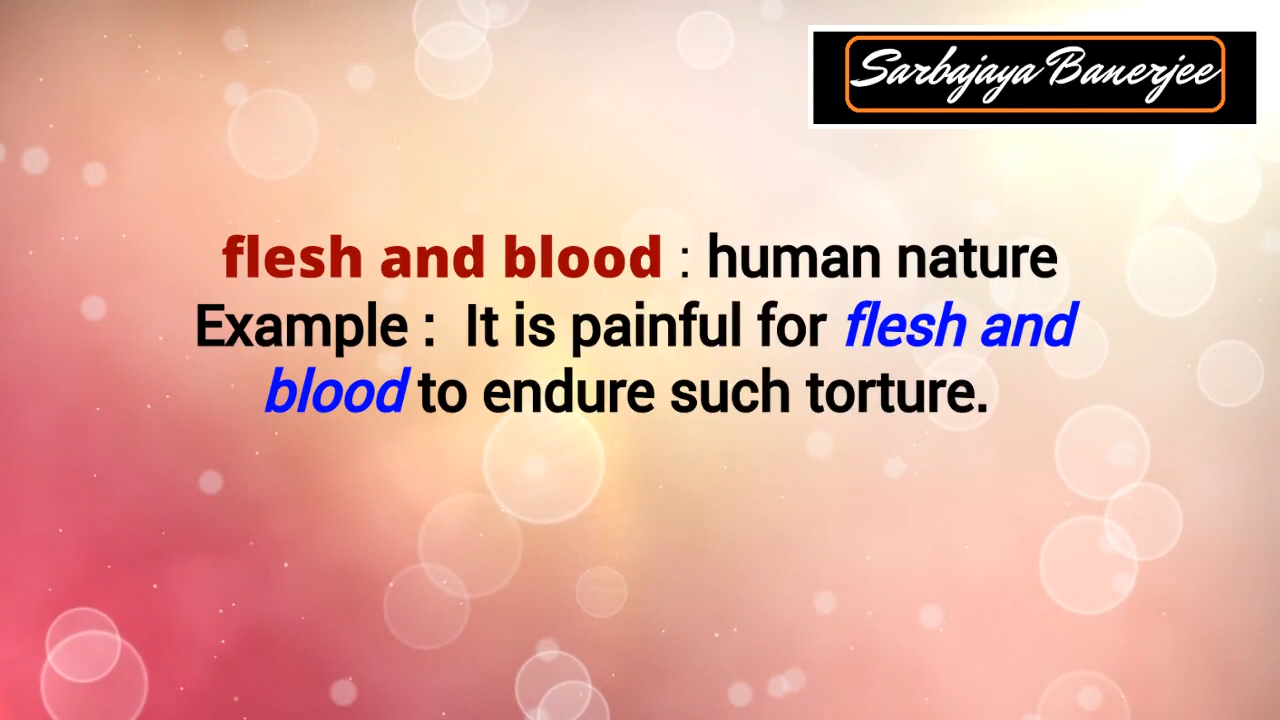 Sarbajaya Banerjee
flesh and blood : human nature
Example : It is painful for flesh and
blood to endure such torture.